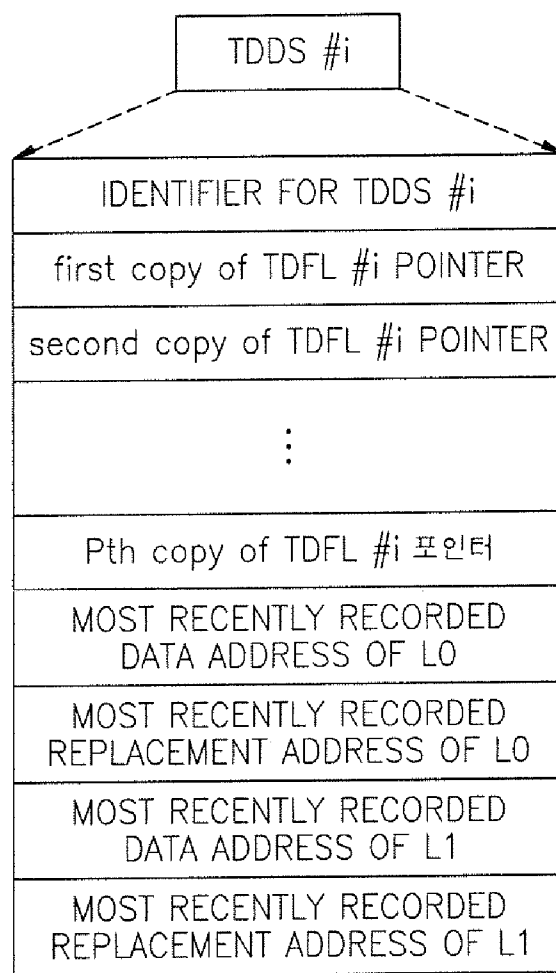 TDDS #i
IDENTIFIER FOR TDDS #i
first copy of TDFL #i POINTER
second copy of TDFL #i POINTER
⋮
Pth copy of TDFL #i 포인터
MOST RECENTLY RECORDED
DATA ADDRESS OF L0
MOST RECENTLY RECORDED
REPLACEMENT ADDRESS OF L0
MOST RECENTLY RECORDED
DATA ADDRESS OF L1
MOST RECENTLY RECORDED
REPLACEMENT ADDRESS OF L1